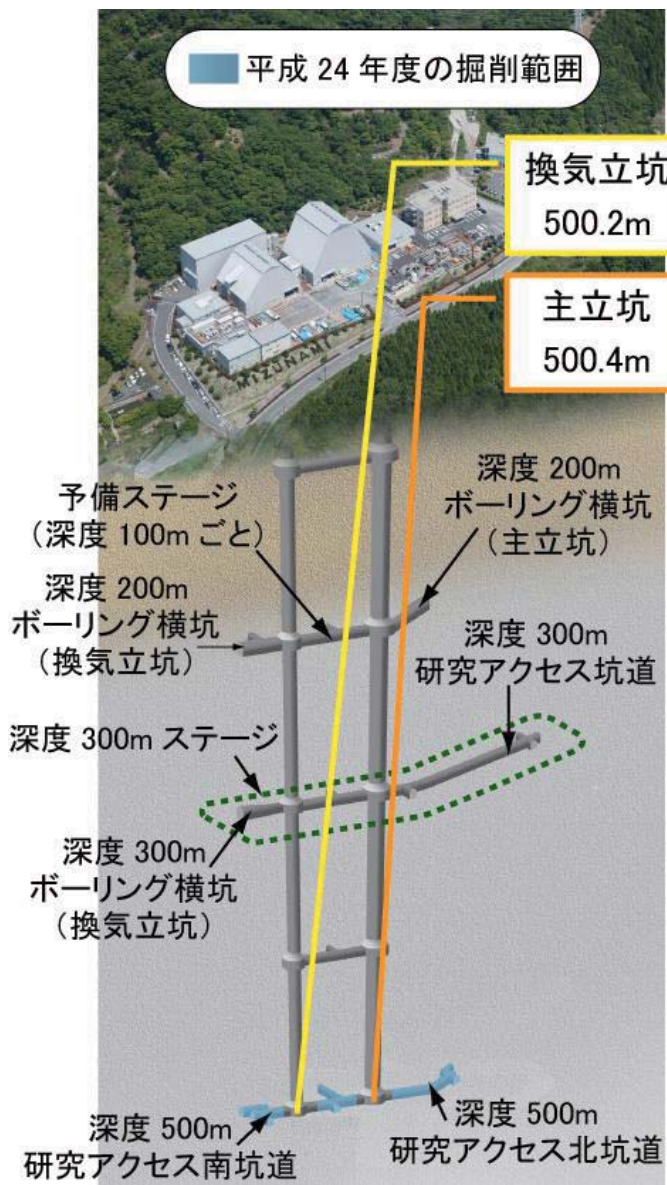 平成 24 年度の掘削範囲
換気立坑
500.2m
主立坑
500.4m
MIZUNAMI
深度 200m
ボーリング横坑
(主立坑)
予備ステージ
(深度 100m ごと)
深度 200m
ボーリング横坑
(換気立坑)
深度 300m
研究アクセス坑道
深度 300m ステージ
深度 300m
ボーリング横坑
(換気立坑)
深度 500m
研究アクセス南坑道
深度 500m
研究アクセス北坑道